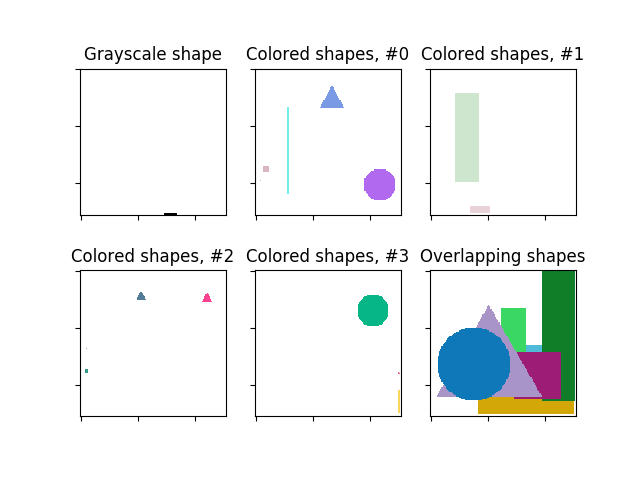 Grayscale shape
Colored shapes, #0
Colored shapes, #1
Colored shapes, #2
Colored shapes, #3
Overlapping shapes